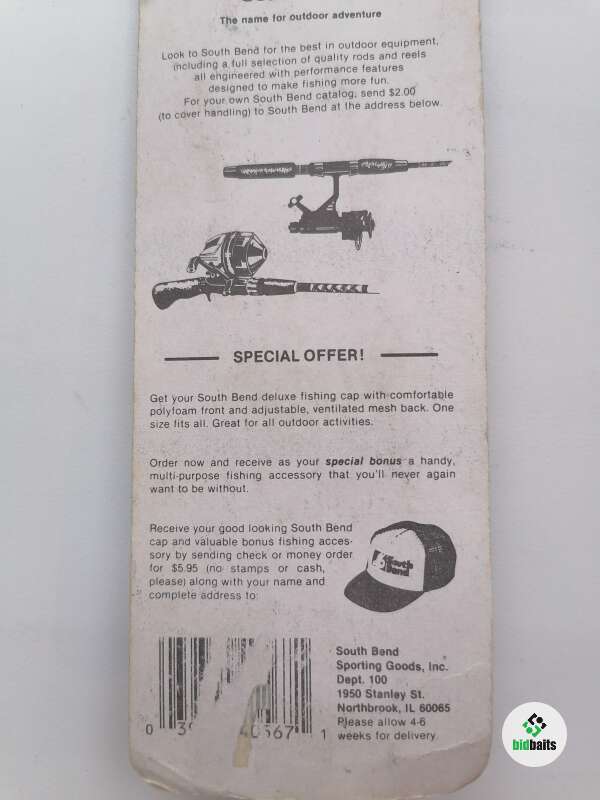 The name for outdoor adventure
Look to South Bend for the best in outdoor equipment,
including a full selection of quality rods and reels
all engineered with performance features
designed to make fishing more fun.
For your own South Bend catalog, send $2.00
(to cover handling) to South Bend at the address below.
SPECIAL OFFER!
Get your South Bend deluxe fishing cap with comfortable
polyfoam front and adjustable, ventilated mesh back. One
size fits all. Great for all outdoor activities.
Order now and receive as your special bonus a handy,
multi-purpose fishing accessory that you'll never again
want to be without.
Receive your good looking South Bend
cap and valuable bonus fishing acces-
sory by sending check or money order
for $5.95 (no stamps or cash,
please) along with your name and
complete address to:
South
Bend
South Bend
Sporting Goods, Inc.
Dept. 100
1950 Stanley St.
Northbrook, IL 60065
Please allow 4-6
weeks for delivery.
0 3 567 1
bidbaits